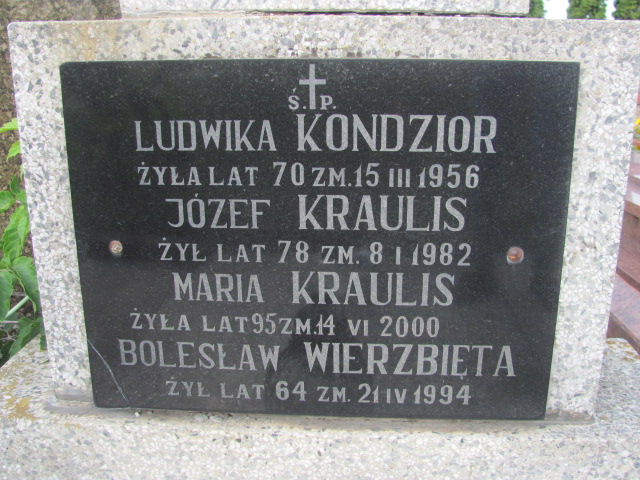 Ś.P.
LUDWIKA KONDZIOR
ŻYŁA LAT 70 ZM. 15 III 1956
JÓZEF KRAULIS
ŻYŁ LAT 78 ZM. 8 I 1982
MARIA KRAULIS
ŻYŁA LAT 95 ZM. 14 VI 2000
BOLESŁAW WIERZBIĘTA
ŻYŁ LAT 64 ZM. 21 IV 1994